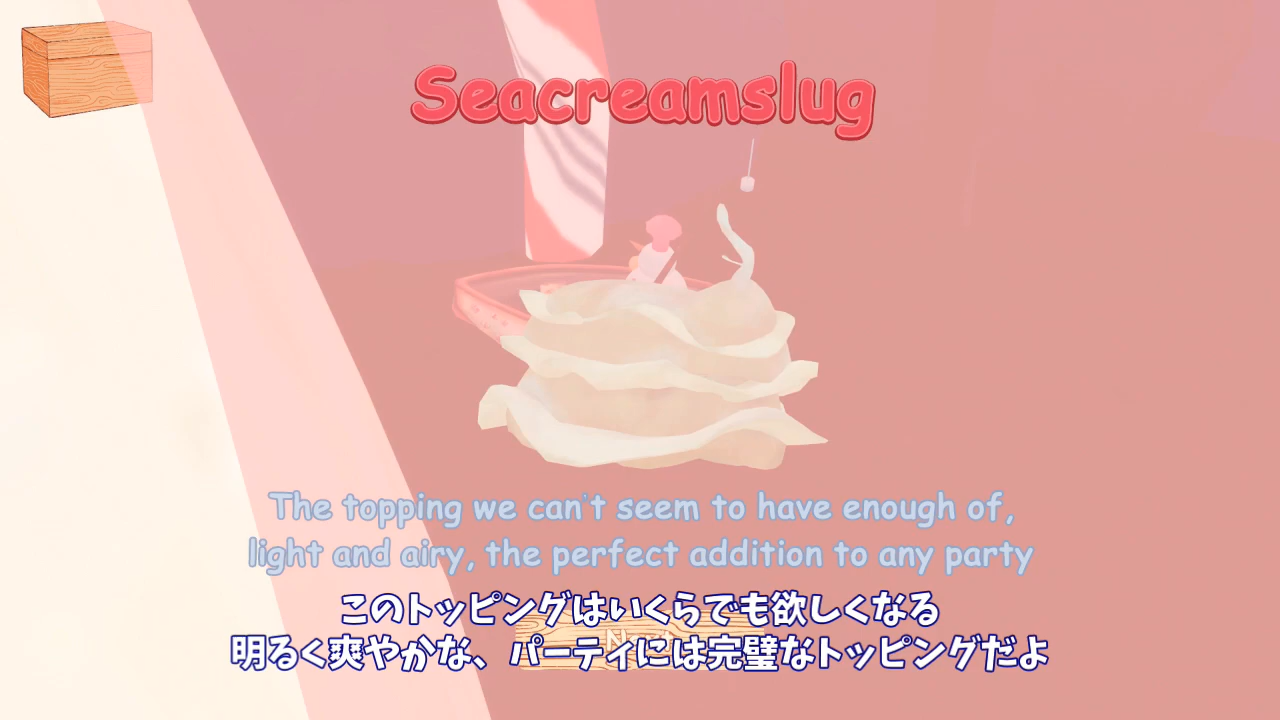 Seacreamslug
The topping we can't seem to have enough of,
light and airy, the perfect addition to any party
このトッピングはいくらでも欲しくなる
明るく爽やかな、パーティには完璧なトッピングだよ